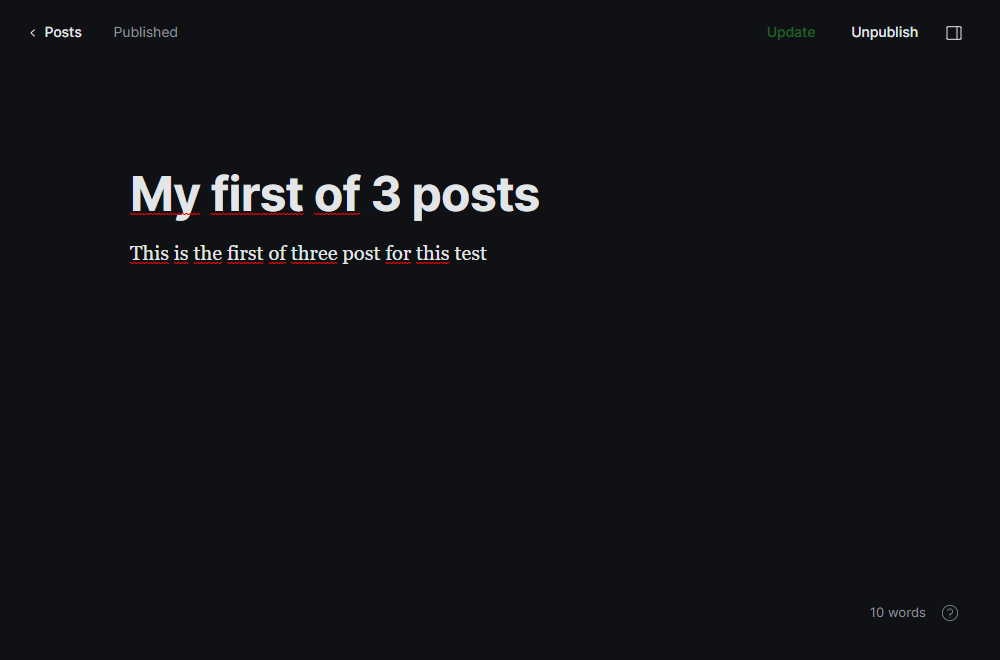 Posts Published Update Unpublish
My first of 3 posts
This is the first of three post for this test
10 words ?